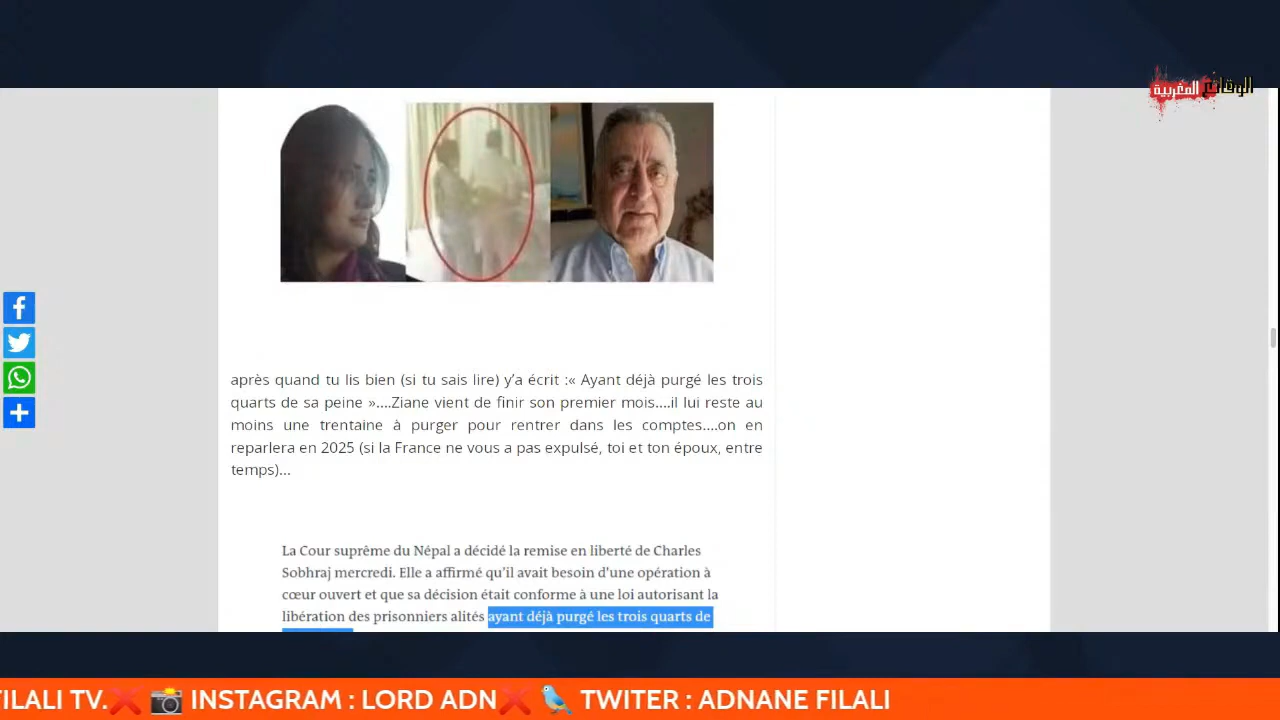 الوقائع المغربية
après quand tu lis bien (si tu sais lire) y’a écrit :« Ayant déjà purgé les trois
quarts de sa peine »….Ziane vient de finir son premier mois….il lui reste au
moins une trentaine à purger pour rentrer dans les comptes….on en
reparlera en 2025 (si la France ne vous a pas expulsé, toi et ton époux, entre
temps)…
La Cour suprême du Népal a décidé la remise en liberté de Charles
Sobhraj mercredi. Elle a affirmé qu’il avait besoin d’une opération à
cœur ouvert et que sa décision était conforme à une loi autorisant la
libération des prisonniers alités ayant déjà purgé les trois quarts de
FILALI TV.❌ 📷 INSTAGRAM : LORD ADN❌ 🐦 TWITER : ADNANE FILALI